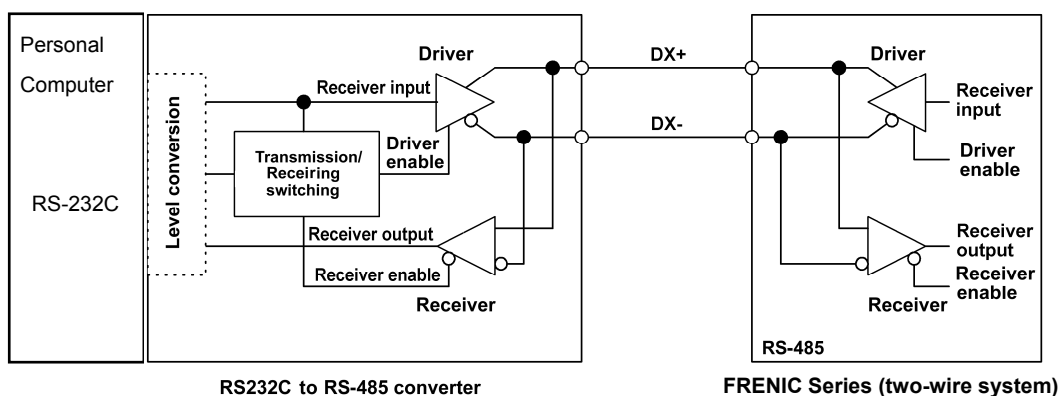 Personal
Computer
RS-232C
Level conversion
Driver
Receiver input
Driver
enable
Transmission/
Receiring
switching
Receiver output
Receiver enable
Receiver
RS232C to RS-485 converter
DX+
DX-
Driver
Receiver
input
Driver
enable
Receiver
output
Receiver
enable
Receiver
RS-485
FRENIC Series (two-wire system)